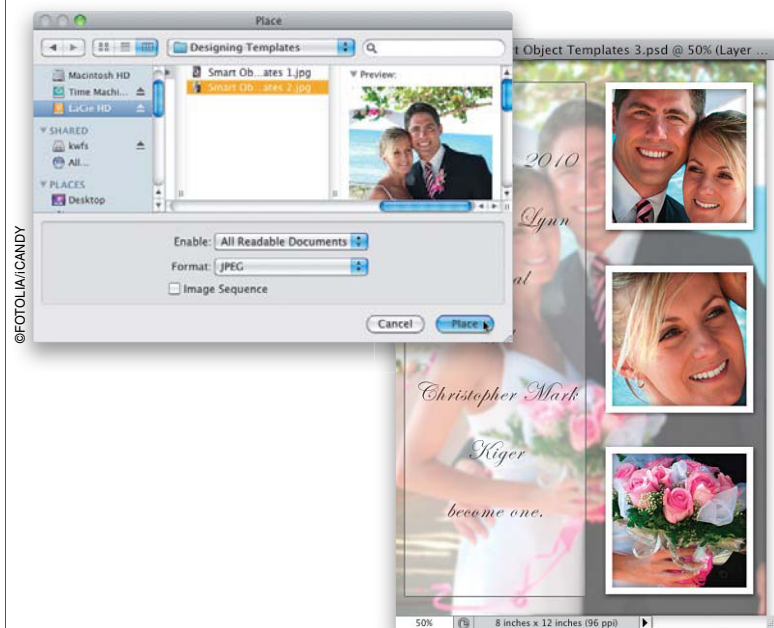 Place
Designing Templates
Macintosh HD
Time Machi...
LaCie HD
SHARED
kwfs
All...
PLACES
Desktop
Smart Ob...ates 1.jpg
Smart Ob...ates 2.jpg
Preview:
Enable: All Readable Documents
Format: JPEG
Image Sequence
Cancel
Place
©FOTOLIA/iCANDY
t Object Templates 3.psd @ 50% (Layer ...
2010
Lynn
al
Christopher Mark
Kiger
become one.
50%
8 inches x 12 inches (96 ppi)